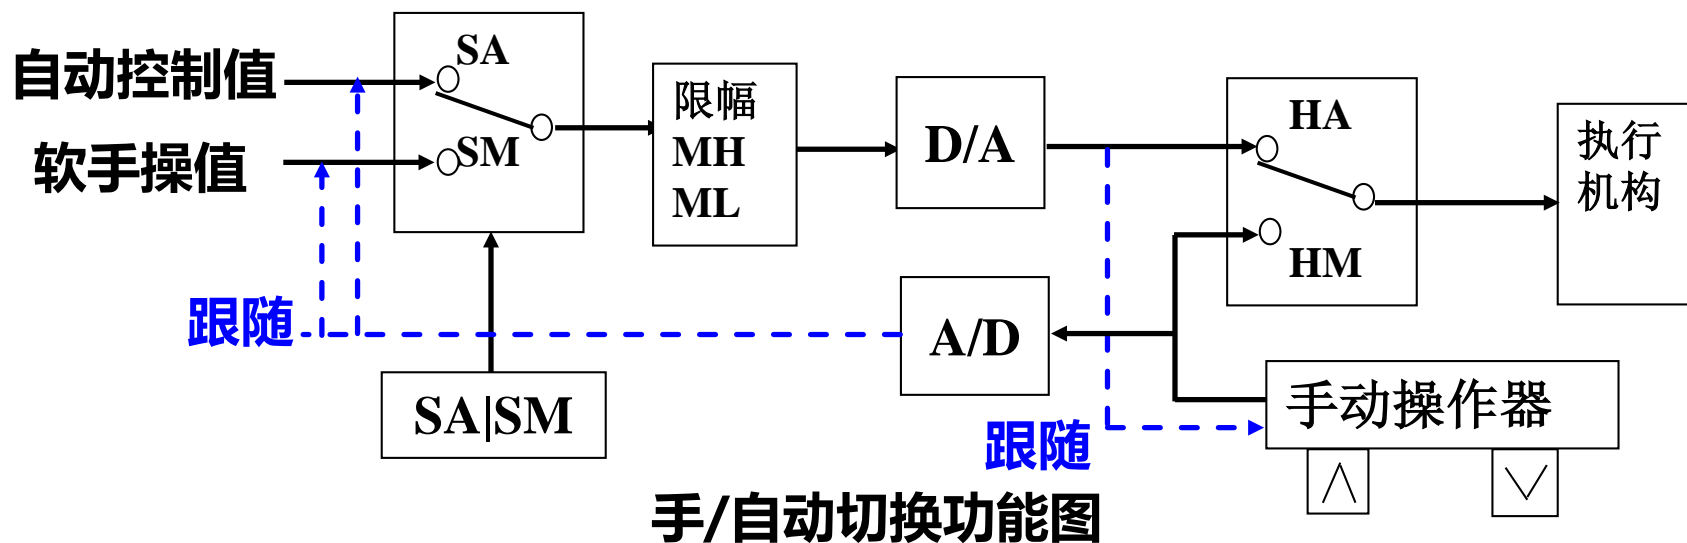 自动控制值
软手操值
SA
SM
限幅
MH
ML
D/A
HA
HM
执行
机构
跟随
A/D
SA|SM
手动操作器
跟随
∧
∨
手/自动切换功能图